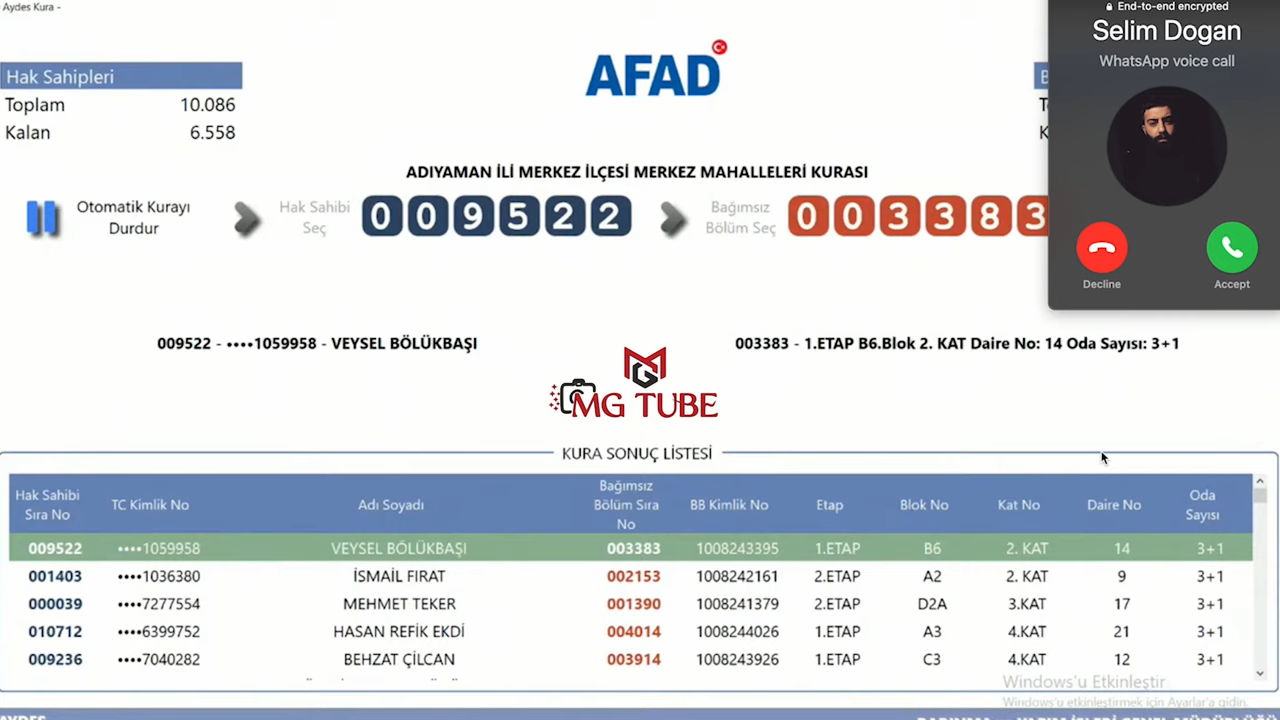 Aydes Kura -
End-to-end encrypted
Selim Dogan
WhatsApp voice call
Decline
Accept
AFAD
Hak Sahipleri
Toplam 10.086
Kalan 6.558
ADIYAMAN İLİ MERKEZ İLÇESİ MERKEZ MAHALLELERİ KURASI
Otomatik Kurayı
Durdur
Hak Sahibi
Seç
009522
Bağımsız
Bölüm Seç
003383
009522 - ••••1059958 - VEYSEL BÖLÜKBAŞI
003383 - 1.ETAP B6.Blok 2. KAT Daire No: 14 Oda Sayısı: 3+1
MG TUBE
KURA SONUÇ LİSTESİ
Hak Sahibi
Sıra No
TC Kimlik No
Adı Soyadı
Bağımsız
Bölüm Sıra
No
BB Kimlik No
Etap
Blok No
Kat No
Daire No
Oda
Sayısı
009522 ••••1059958 VEYSEL BÖLÜKBAŞI 003383 1008243395 1.ETAP B6 2. KAT 14 3+1
001403 ••••1036380 İSMAİL FIRAT 002153 1008242161 2.ETAP A2 2. KAT 9 3+1
000039 ••••7277554 MEHMET TEKER 001390 1008241379 2.ETAP D2A 3.KAT 17 3+1
010712 ••••6399752 HASAN REFİK EKDİ 004014 1008244026 1.ETAP A3 4.KAT 21 3+1
009236 ••••7040282 BEHZAT ÇİLCAN 003914 1008243926 1.ETAP C3 4.KAT 12 3+1
Windows'u Etkinleştir
Windows'u etkinleştirmek için Ayarlar'a gidin.